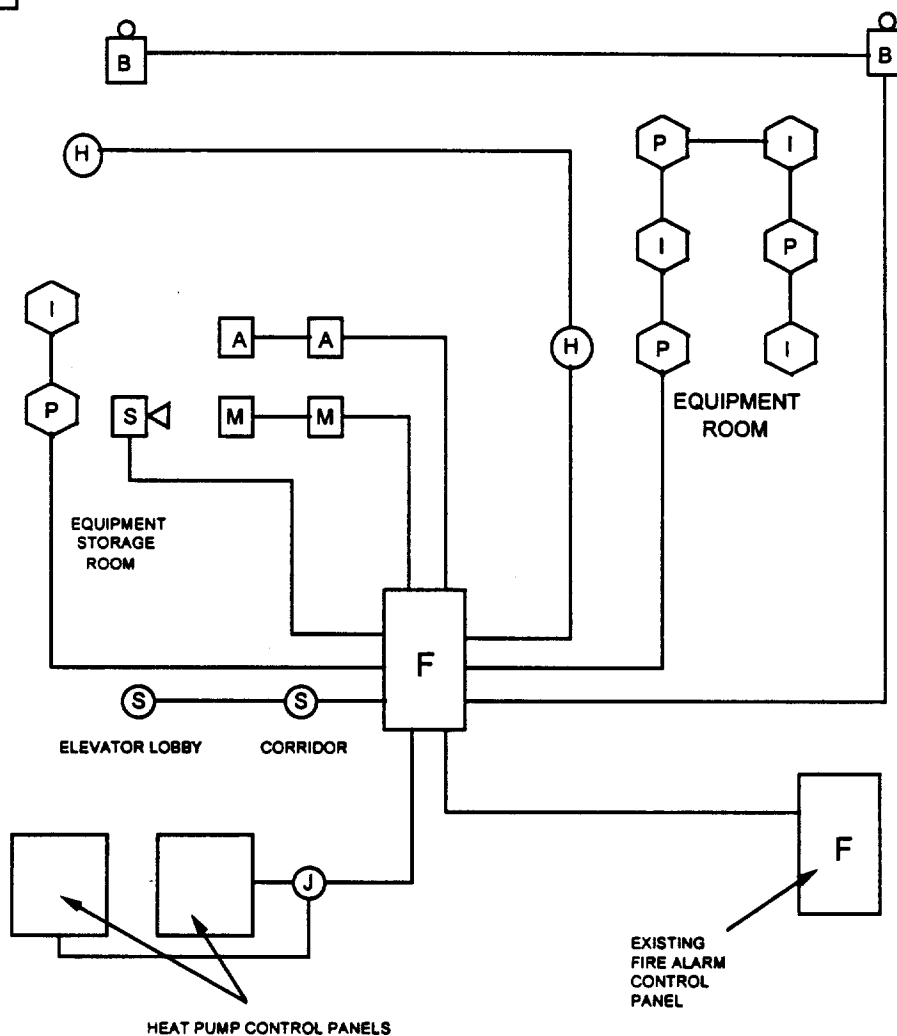 B
B
P
I
H
I
P
I
A
A
H
P
I
P
S
M
M
EQUIPMENT
ROOM
EQUIPMENT
STORAGE
ROOM
F
S
S
ELEVATOR LOBBY
CORRIDOR
F
J
EXISTING
FIRE ALARM
CONTROL
PANEL
HEAT PUMP CONTROL PANELS